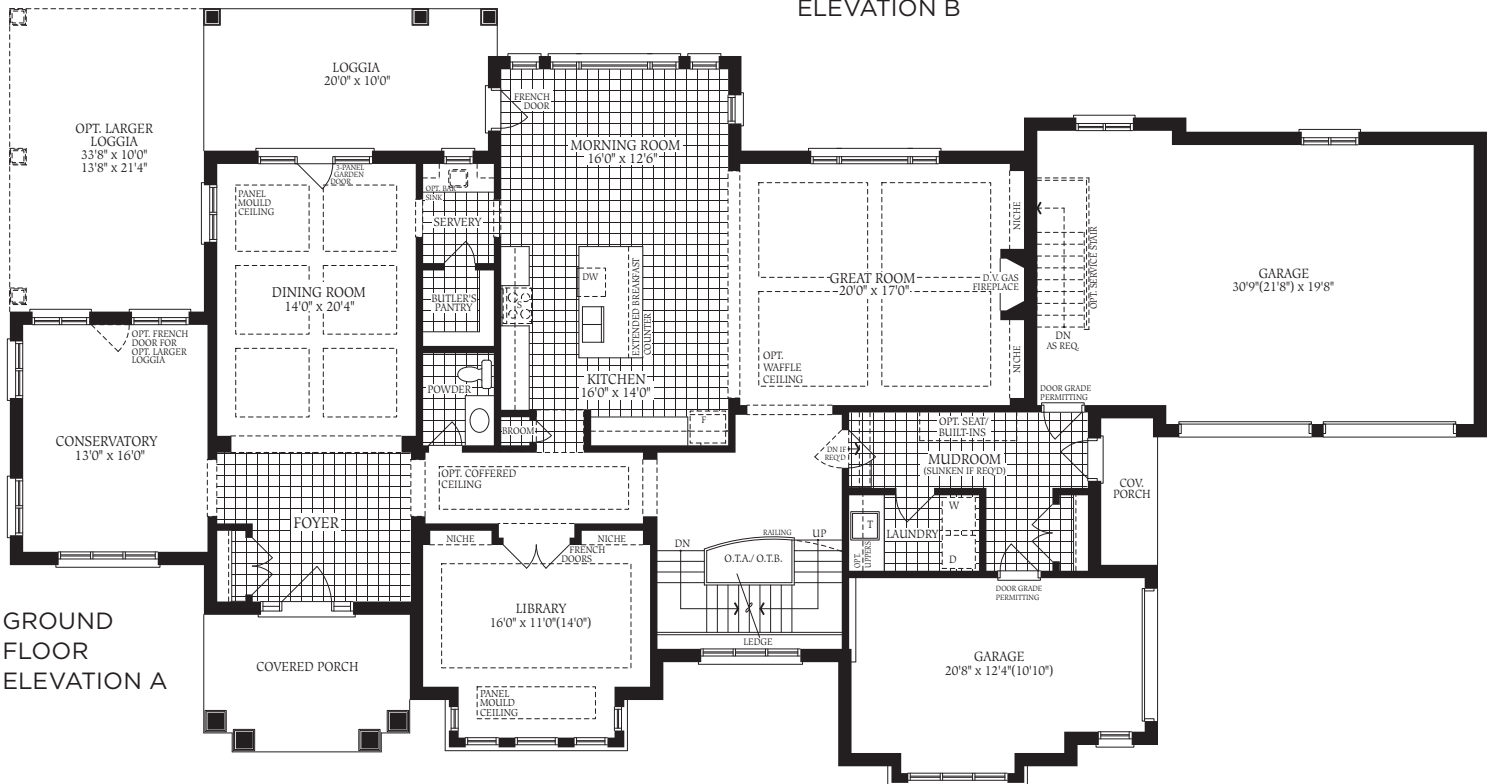 ELEVATION B
LOGGIA
20'0" x 10'0"
OPT. LARGER
LOGGIA
33'8" x 10'0"
13'8" x 21'4"
FRENCH
DOOR
MORNING ROOM
16'0" x 12'6"
3-PANEL
GARDEN
DOOR
PANEL
MOULD
CEILING
OPT. BAR
SINK
SERVERY
NICHE
OPT. SERVICE STAIR
GARAGE
30'9"(21'8") x 19'8"
DINING ROOM
14'0" x 20'4"
BUTLER'S
PANTRY
DW
S
EXTENDED BREAKFAST
COUNTER
GREAT ROOM
20'0" x 17'0"
D.V. GAS
FIREPLACE
DN
AS REQ.
OPT. FRENCH
DOOR FOR
OPT. LARGER
LOGGIA
OPT.
WAFFLE
CEILING
NICHE
POWDER
KITCHEN
16'0" x 14'0"
DOOR GRADE
PERMITTING
BROOM
F
OPT. SEAT/
BUILT-INS
CONSERVATORY
13'0" x 16'0"
DN IF
REQ'D
MUDROOM
(SUNKEN IF REQ'D)
OPT. COFFERED
CEILING
COV.
PORCH
FOYER
NICHE
FRENCH
DOORS
NICHE
DN
RAILING
UP
O.T.A./ O.T.B.
T
OPT.
UPPERS
LAUNDRY
W
D
DOOR GRADE
PERMITTING
GROUND
FLOOR
ELEVATION A
LIBRARY
16'0" x 11'0"(14'0")
LEDGE
COVERED PORCH
GARAGE
20'8" x 12'4"(10'10")
PANEL
MOULD
CEILING